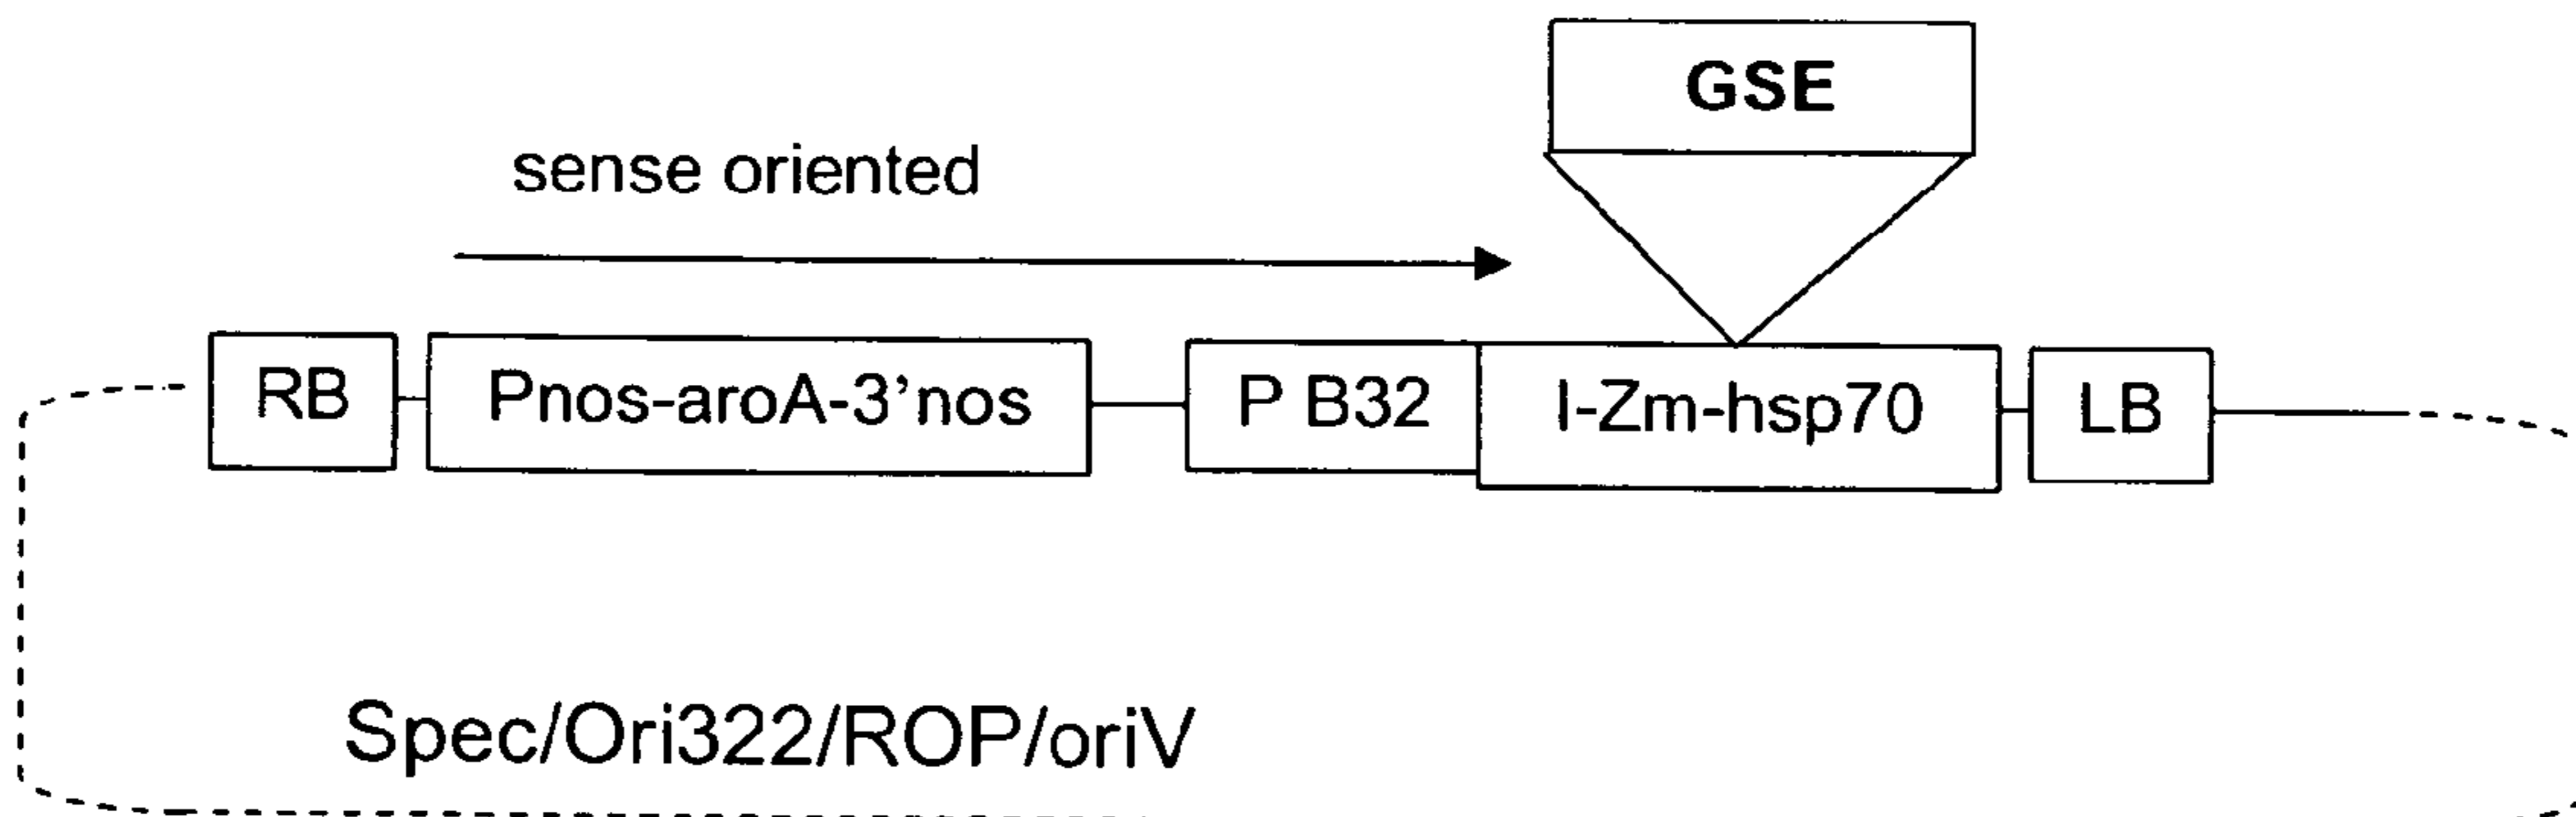 GSE
sense oriented
RB Pnos-aroA-3'nos P B32 I-Zm-hsp70 LB
Spec/Ori322/ROP/oriV